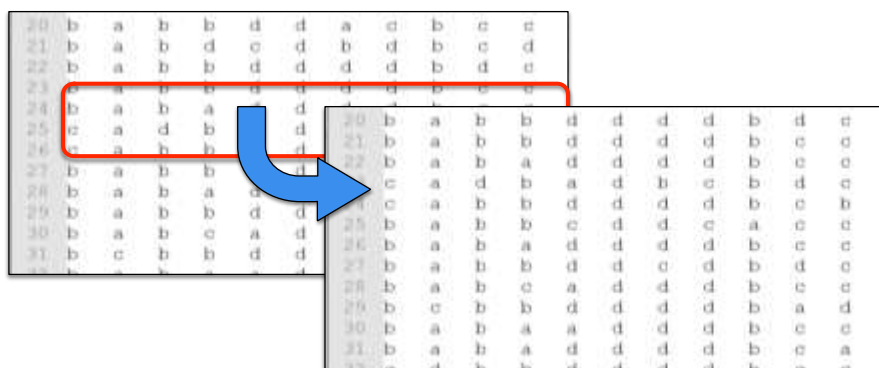 20 b a b b d d a c b c c
21 b a b d c d b d b c d
22 b a b b d d d d b d c
23 b a b b d d d d b c c
24 b a b a d d
25 c a d b d
26 c a b b d
27 b a b b d
28 b a b a d d
29 b a b b d d
30 b a b c a d
31 b c b b d d
20 b a b b d d d d b d c
21 b a b b d d d d b c c
22 b a b a d d d d b c c
c a d b a d b c b d c
c a b b d d d d b c b
25 b a b b c d d c a c c
26 b a b a d d d d b c c
27 b a b b d d c d b d c
28 b a b c a d d d b c c
29 b c b b d d d d b a d
30 b a b a a d d d b c c
31 b a b a d d d d b c a